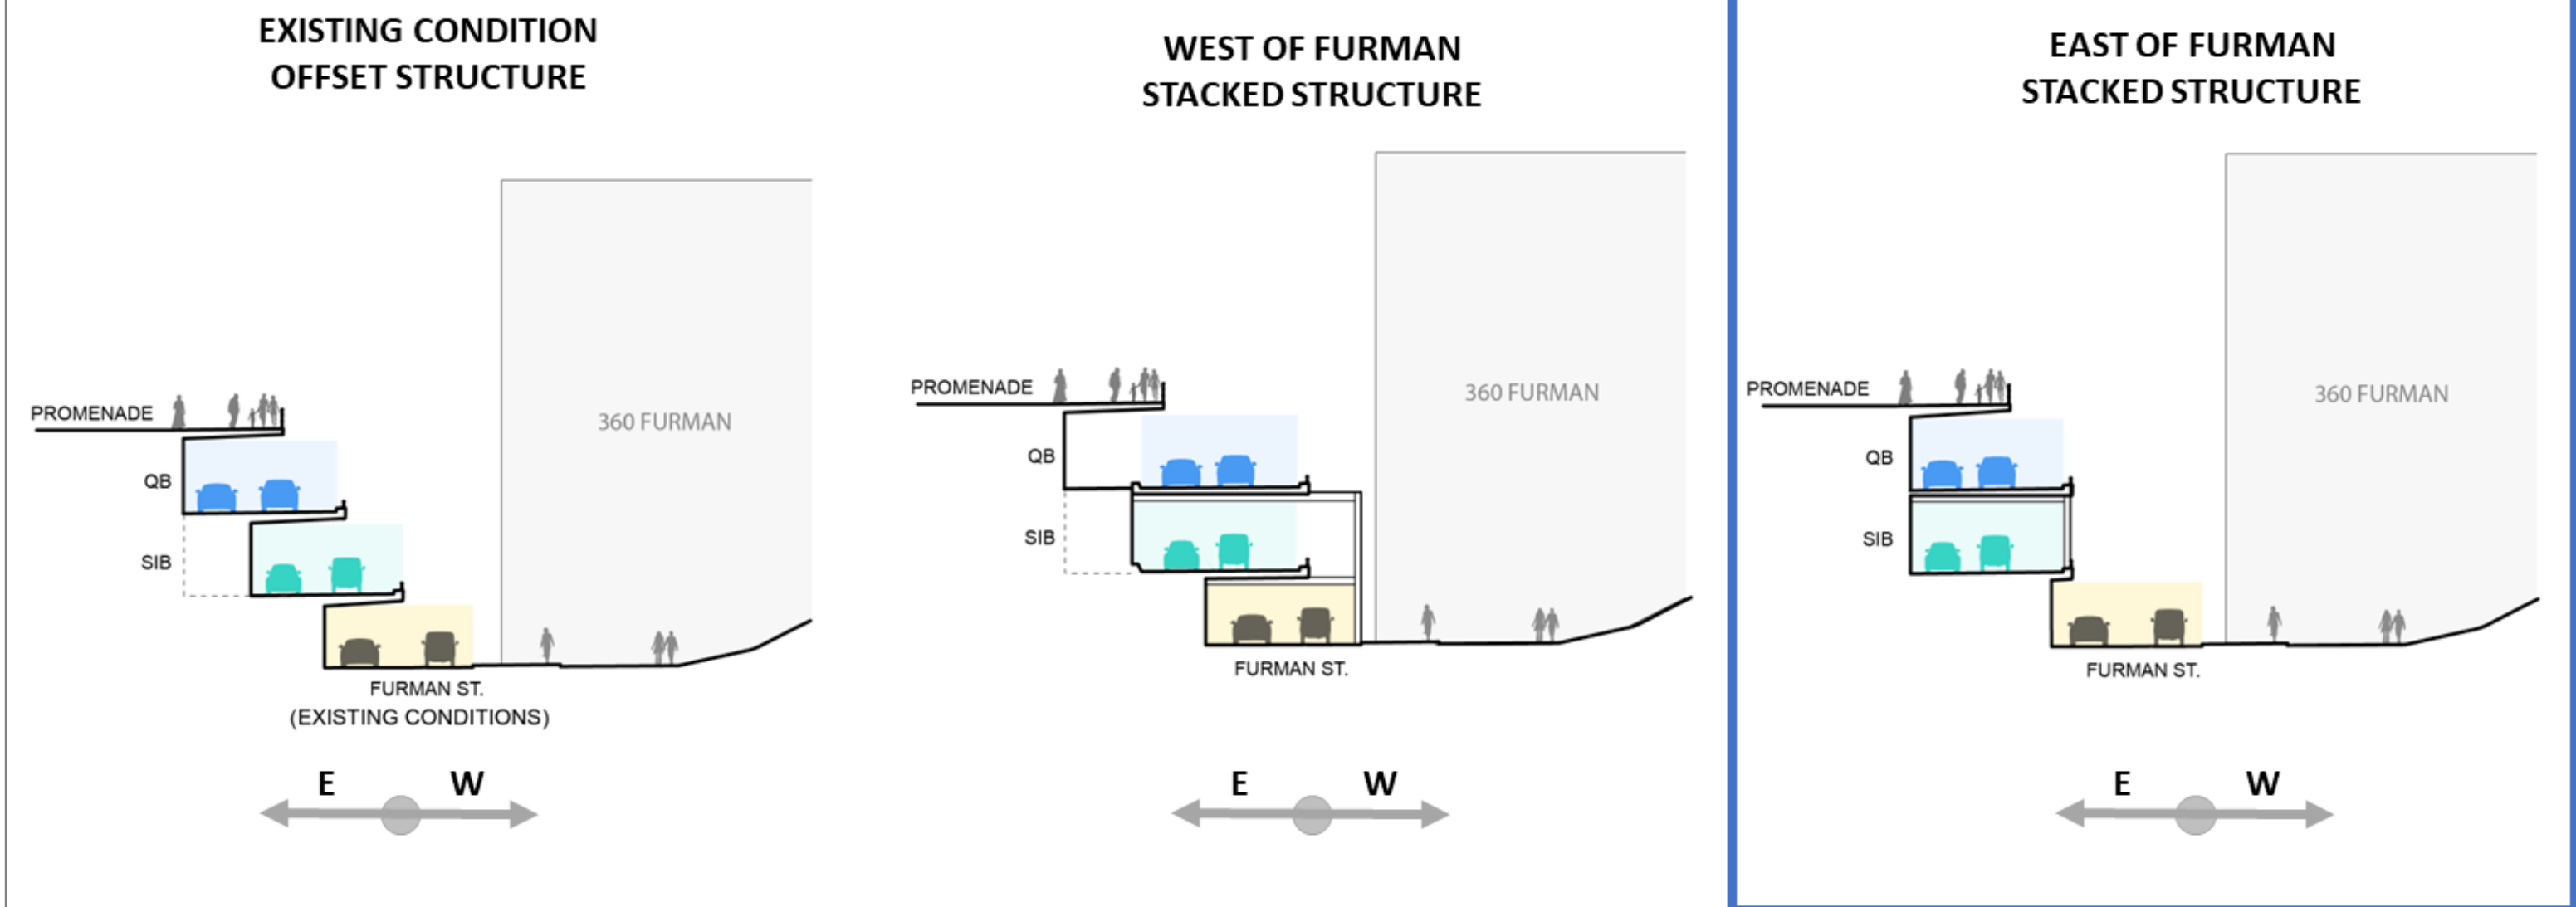 EXISTING CONDITION
OFFSET STRUCTURE
360 FURMAN
PROMENADE
QB
SIB
FURMAN ST.
(EXISTING CONDITIONS)
E W
WEST OF FURMAN
STACKED STRUCTURE
360 FURMAN
PROMENADE
QB
SIB
FURMAN ST.
E W
EAST OF FURMAN
STACKED STRUCTURE
360 FURMAN
PROMENADE
QB
SIB
FURMAN ST.
E W